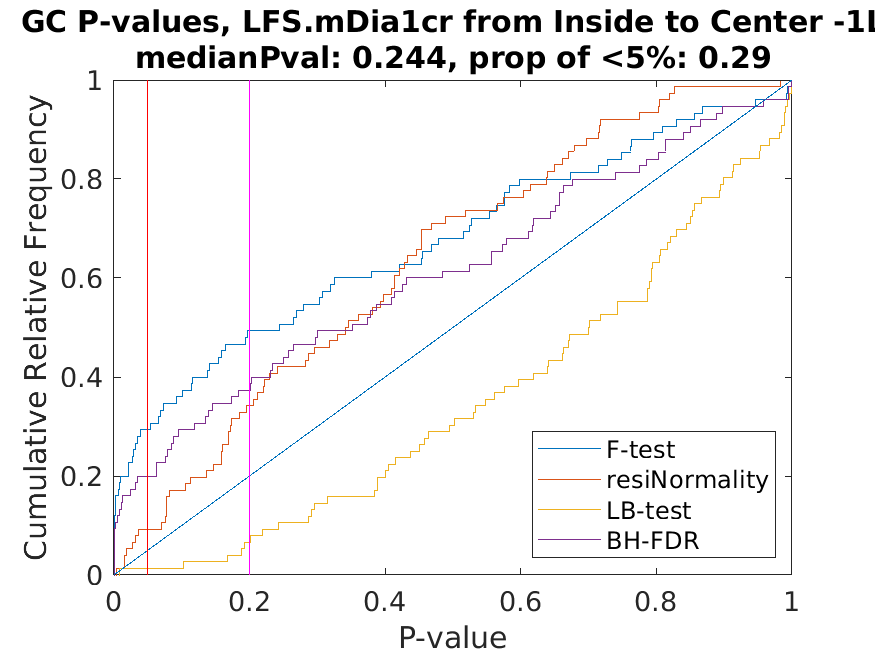 GC P-values, LFS.mDia1cr from Inside to Center
medianPval: 0.244, prop of <5%: 0.29
1
0.8
0.6
0.4
0.2
0
Cumulative Relative Frequency
F-test
resiNormality
LB-test
BH-FDR
0 0.2 0.4 0.6 0.8 1
P-value